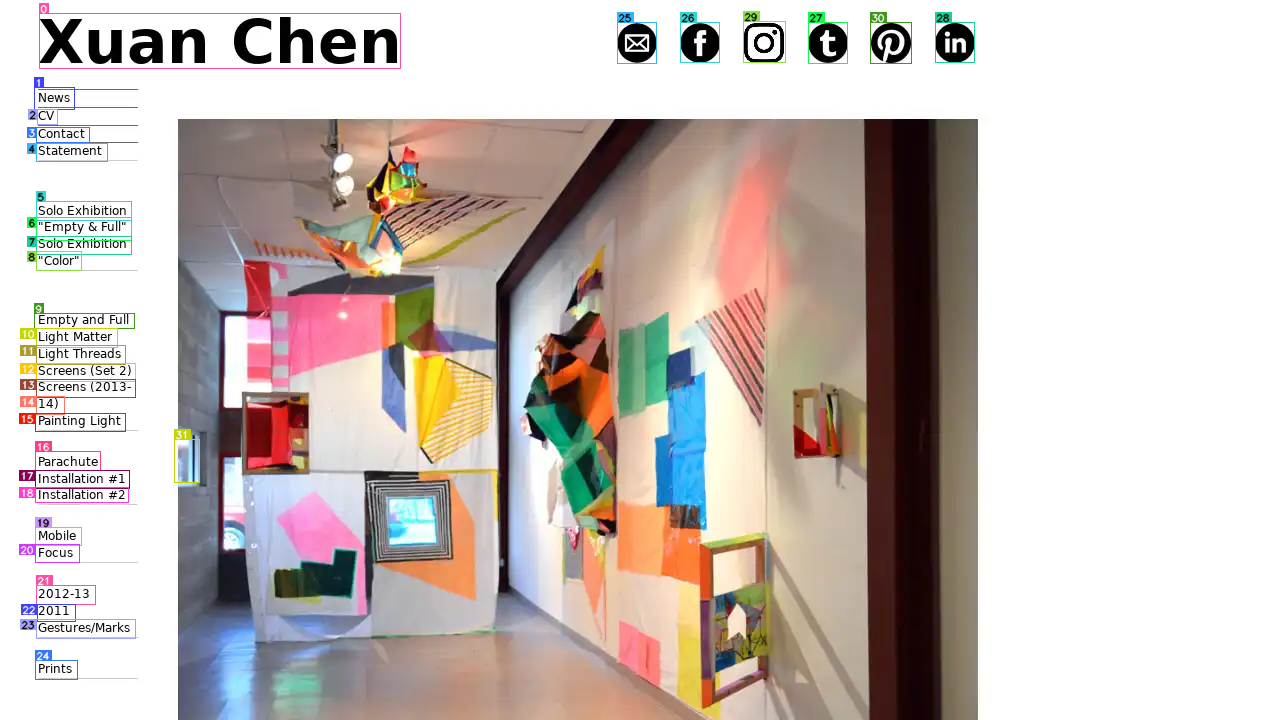 Xuan Chen
News
CV
Contact
Statement
Solo Exhibition
"Empty & Full"
Solo Exhibition
"Color"
Empty and Full
Light Matter
Light Threads
Screens (Set 2)
Screens (2013-
14)
Painting Light
Parachute
Installation #1
Installation #2
Mobile
Focus
2012-13
2011
Gestures/Marks
Prints
0
1
2
3
4
5
6
7
8
9
10
11
12
13
14
15
16
17
18
19
20
21
22
23
24
25
26
29
27
30
28
31
f
t
in